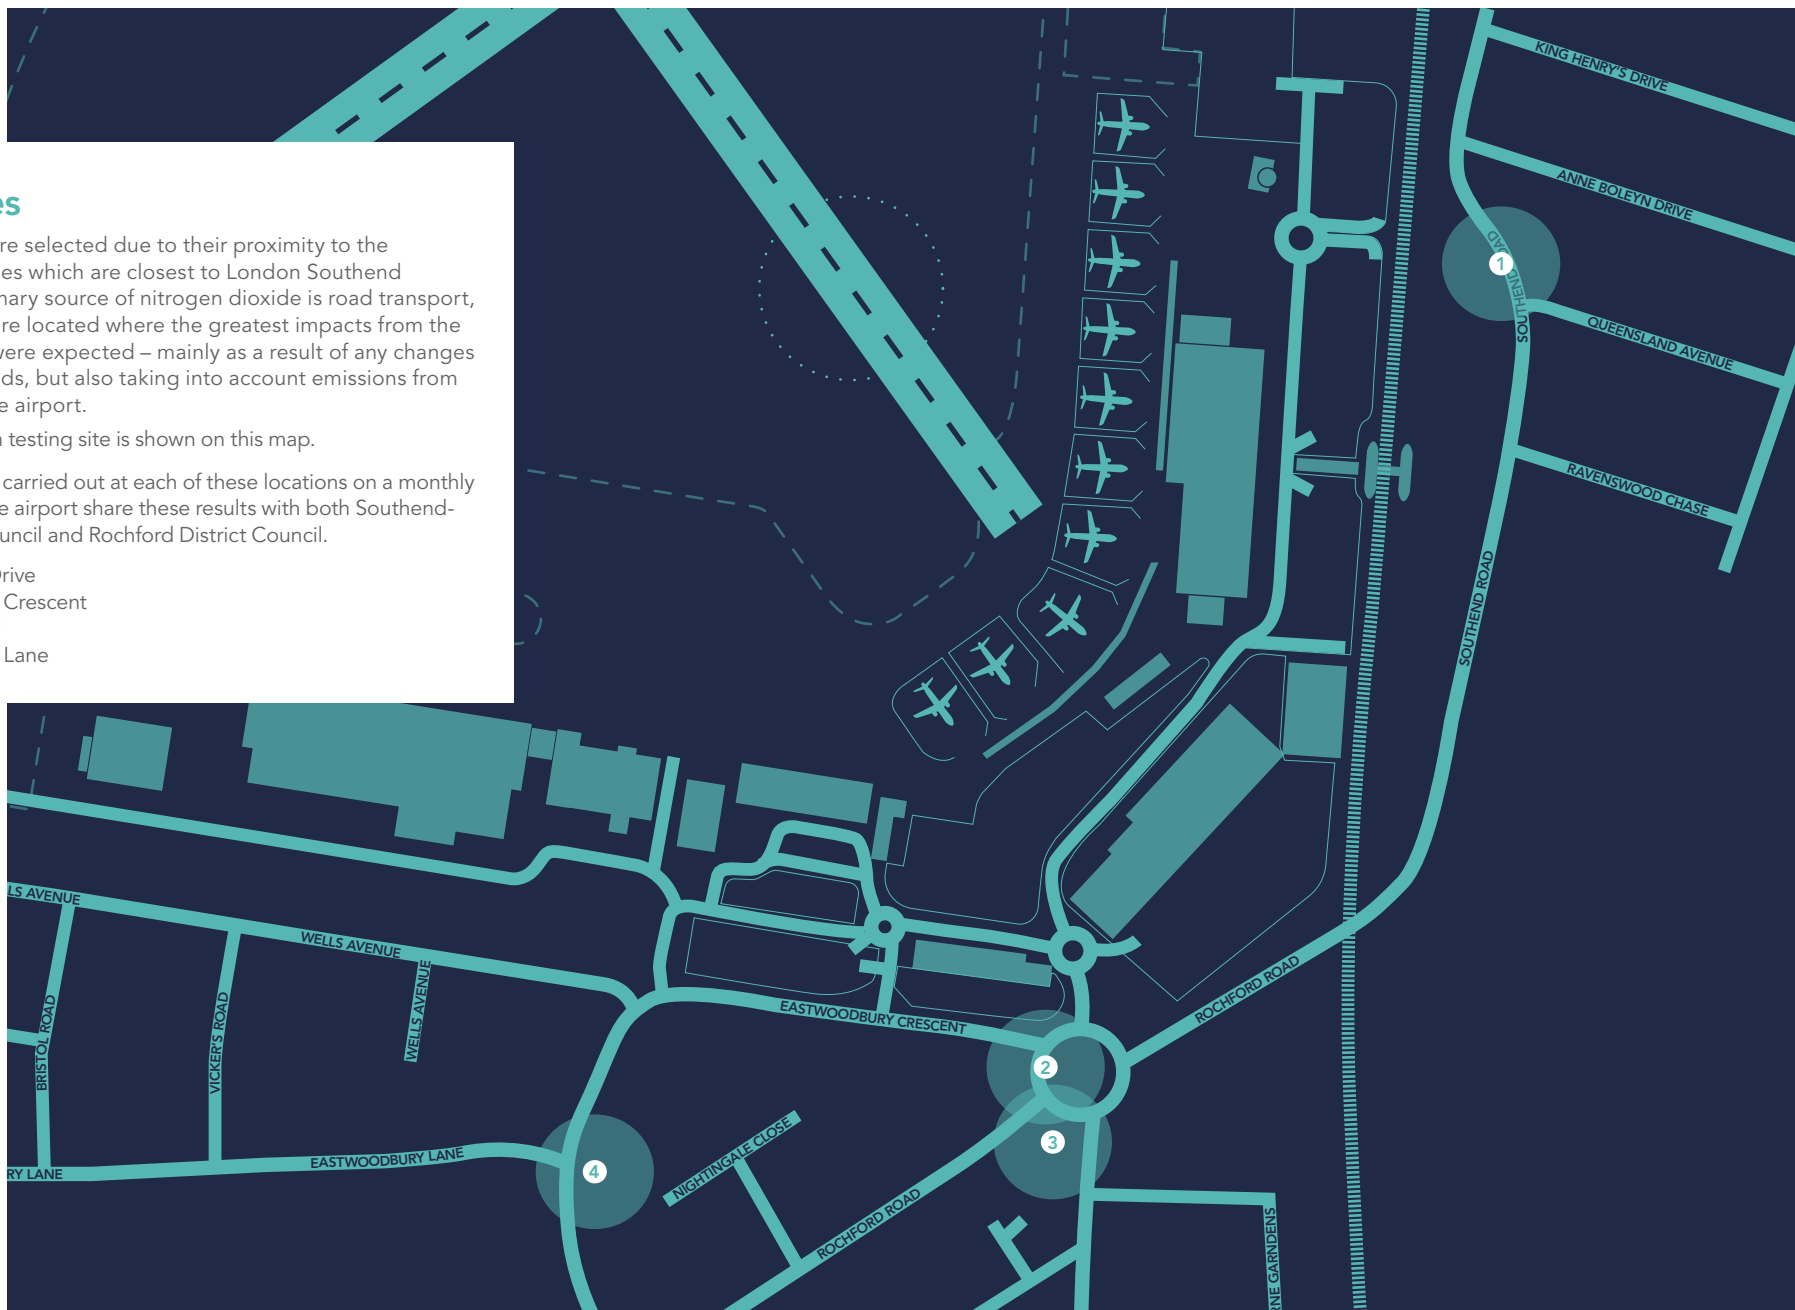 es
re selected due to their proximity to the
es which are closest to London Southend
nary source of nitrogen dioxide is road transport,
re located where the greatest impacts from the
were expected – mainly as a result of any changes
ds, but also taking into account emissions from
e airport.
n testing site is shown on this map.
carried out at each of these locations on a monthly
e airport share these results with both Southend-
uncil and Rochford District Council.
Drive
Crescent
Lane
KING HENRY'S DRIVE
ANNE BOLEYN DRIVE
SOUTHEND ROAD
1
QUEENSLAND AVENUE
RAVENSWOOD CHASE
SOUTHEND ROAD
LS AVENUE
WELLS AVENUE
WELLS AVENUE
BRISTOL ROAD
VICKER'S ROAD
EASTWOODBURY CRESCENT
ROCHFORD ROAD
2
3
4
RY LANE
EASTWOODBURY LANE
NIGHTINGALE CLOSE
ROCHFORD ROAD
RNE GARNDENS